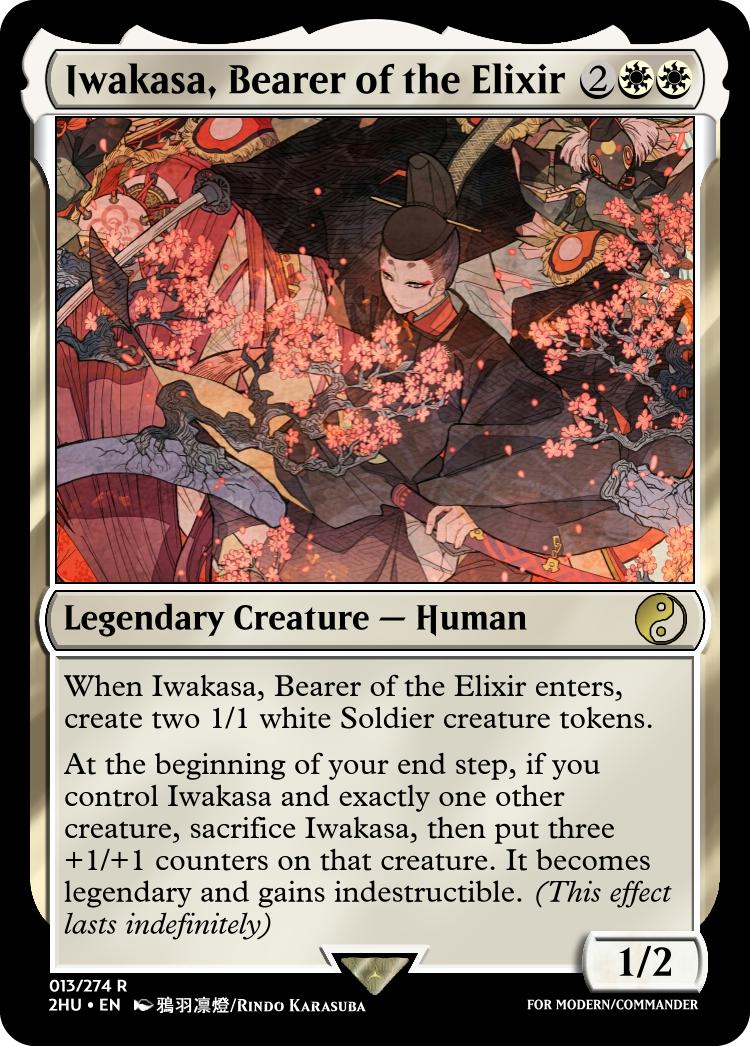 Iwakasa, Bearer of the Elixir 2
Legendary Creature — Human
When Iwakasa, Bearer of the Elixir enters,
create two 1/1 white Soldier creature tokens.
At the beginning of your end step, if you
control Iwakasa and exactly one other
creature, sacrifice Iwakasa, then put three
+1/+1 counters on that creature. It becomes
legendary and gains indestructible. (This effect
lasts indefinitely)
1/2
013/274 R
2HU • EN 鴉羽凛燈/Rindo Karasuba
FOR MODERN/COMMANDER